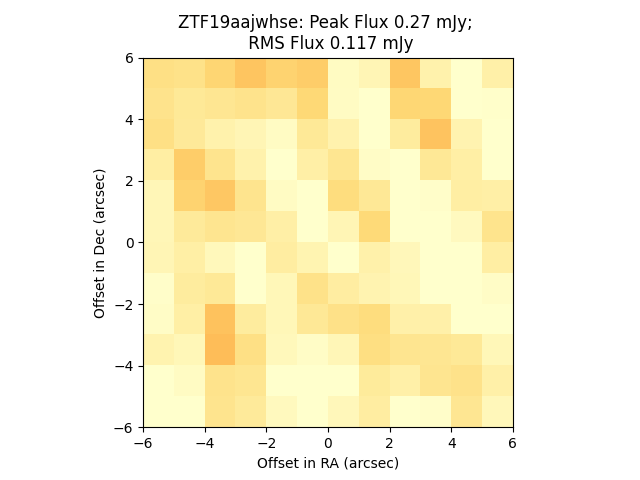 ZTF19aajwhse: Peak Flux 0.27 mJy;
RMS Flux 0.117 mJy
6
4
2
0
−2
−4
−6
Offset in Dec (arcsec)
−6 −4 −2 0 2 4 6
Offset in RA (arcsec)